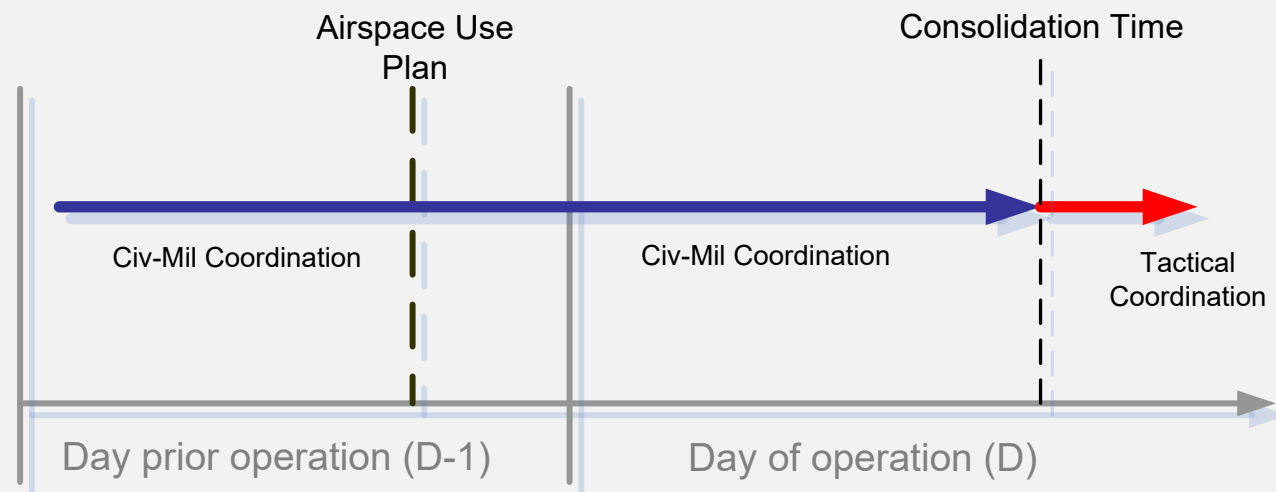 Airspace Use
Plan
Consolidation Time
Civ-Mil Coordination
Civ-Mil Coordination
Tactical
Coordination
Day prior operation (D-1)
Day of operation (D)